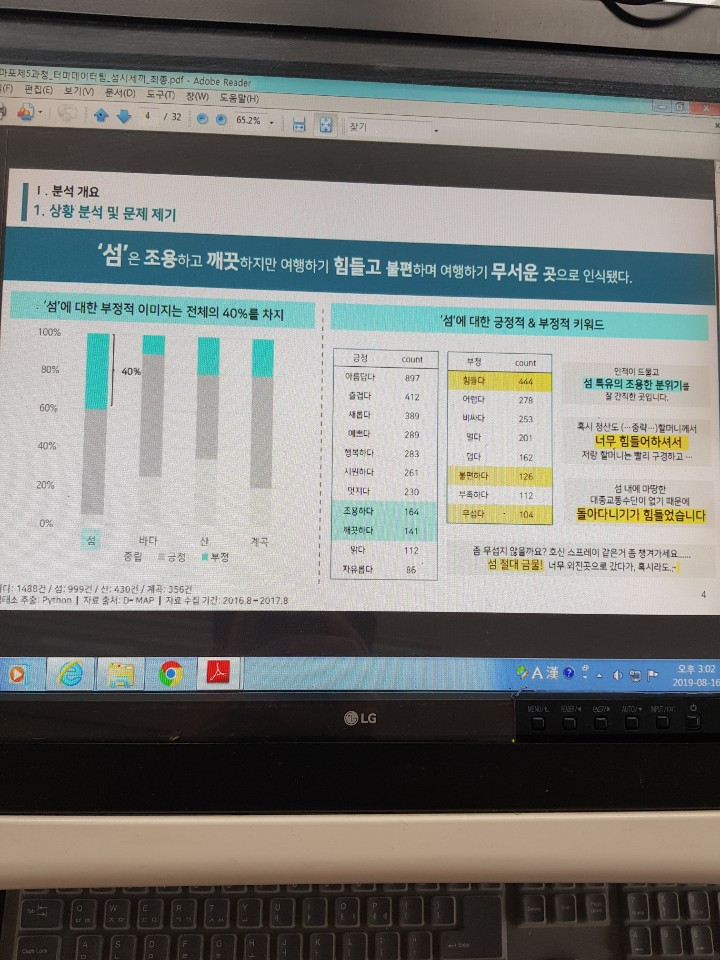 마포제5과정_터미데이터팀_섬시세끼_최종.pdf - Adobe Reader
편집(E) 보기(V) 문서(D) 도구(T) 창(W) 도움말(H)
4 / 32 65.2% 찾기
Ⅰ. 분석 개요
1. 상황 분석 및 문제 제기
'섬'은 조용하고 깨끗하지만 여행하기 힘들고 불편하며 여행하기 무서운 곳으로 인식됐다.
'섬'에 대한 부정적 이미지는 전체의 40%를 차지
100%
80%
60%
40%
20%
0%
40%
섬 바다 산 계곡
중립 긍정 부정
'섬'에 대한 긍정적 & 부정적 키워드
긍정 count
아름답다 897
즐겁다 412
새롭다 389
예쁘다 289
행복하다 283
시원하다 261
멋지다 230
조용하다 164
깨끗하다 141
맑다 112
자유롭다 86
부정 count
힘들다 444
어렵다 278
비싸다 253
멀다 201
덥다 162
불편하다 126
부족하다 112
무섭다 104
인적이 드물고
섬 특유의 조용한 분위기를
잘 간직한 곳입니다.
혹시 청산도 (…중략…)할머니께서
너무 힘들어하셔서
저랑 할머니는 빨리 구경하고 …
섬 내에 마땅한
대중교통수단이 없기 때문에
돌아다니기가 힘들었습니다
좀 무섭지 않을까요? 호신 스프레이 같은거 좀 챙겨가세요.....
섬 절대 금물! 너무 외진곳으로 갔다가, 혹시라도..
다: 1488건 / 섬: 999건 / 산: 430건 / 계곡: 356건
태소 추출: Python | 자료 출처: D-MAP | 자료 수집 기간: 2016.8 – 2017.8
4
A 漢
오후 3:02
2019-08-16
LG
MENU AUTO INPUT
Tab
Q W E R T Y U I O P
Caps Lock
A S D F G H J K L
Enter